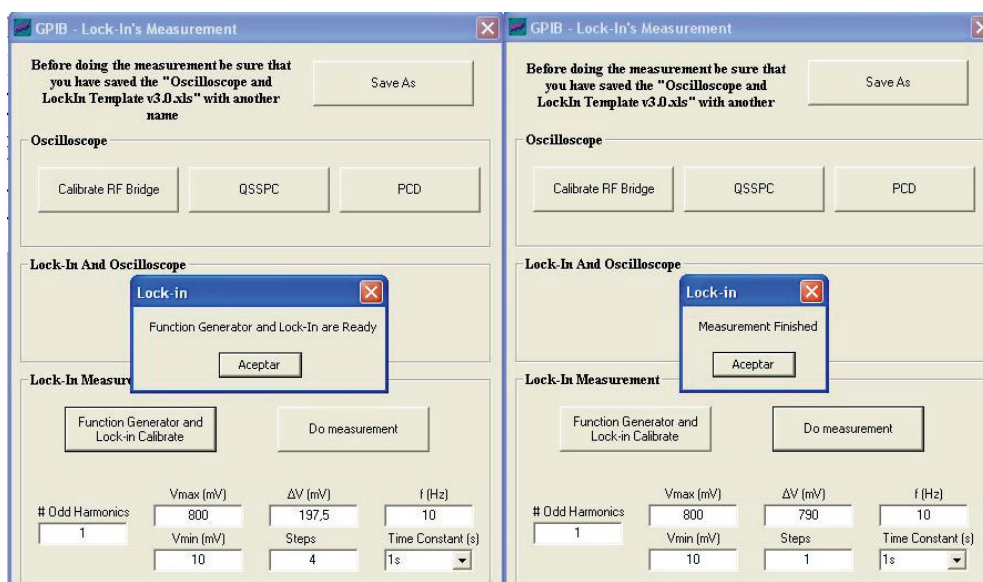 GPIB - Lock-In's Measurement
Before doing the measurement be sure that
you have saved the "Oscilloscope and
LockIn Template v3.0.xls" with another
name
Save As
Oscilloscope
Calibrate RF Bridge
QSSPC
PCD
Lock-In And Oscilloscope
Lock-in
Function Generator and Lock-In are Ready
Aceptar
Lock-In Measure
Function Generator and
Lock-in Calibrate
Do measurement
Vmax (mV)
ΔV (mV)
f (Hz)
# Odd Harmonics
800
197,5
10
1
Vmin (mV)
Steps
Time Constant (s)
10
4
1s
GPIB - Lock-In's Measurement
Before doing the measurement be sure that
you have saved the "Oscilloscope and
LockIn Template v3.0.xls" with another
Save As
Oscilloscope
Calibrate RF Bridge
QSSPC
PCD
Lock-In And Oscilloscope
Lock-in
Measurement Finished
Aceptar
Lock-In Measurement
Function Generator and
Lock-in Calibrate
Do measurement
Vmax (mV)
ΔV (mV)
f (Hz)
# Odd Harmonics
800
790
10
1
Vmin (mV)
Steps
Time Constant (s)
10
1
1s